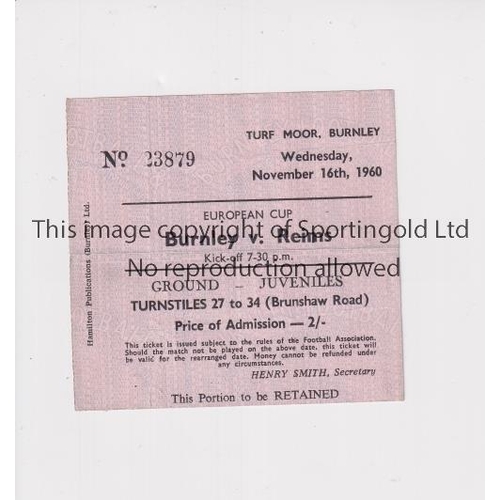 TURF MOOR, BURNLEY
Nº 23879
Wednesday,
November 16th, 1960
EUROPEAN CUP
This image copyright of Sportingold Ltd
Burnley v. Reims
Kick-off 7-30 p.m.
No reproduction allowed
GROUND — JUVENILES
TURNSTILES 27 to 34 (Brunshaw Road)
Price of Admission — 2/-
This ticket is issued subject to the rules of the Football Association.
Should the match not be played on the above date, this ticket will
be valid for the rearranged date. Money cannot be refunded under
any circumstances.
HENRY SMITH, Secretary
This Portion to be RETAINED
Hamilton Publications (Burnley) Ltd.